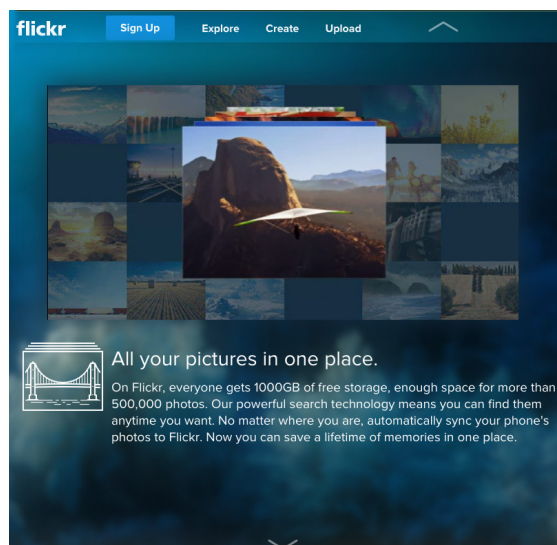 flickr
Sign Up
Explore
Create
Upload
All your pictures in one place.
On Flickr, everyone gets 1000GB of free storage, enough space for more than
500,000 photos. Our powerful search technology means you can find them
anytime you want. No matter where you are, automatically sync your phone's
photos to Flickr. Now you can save a lifetime of memories in one place.